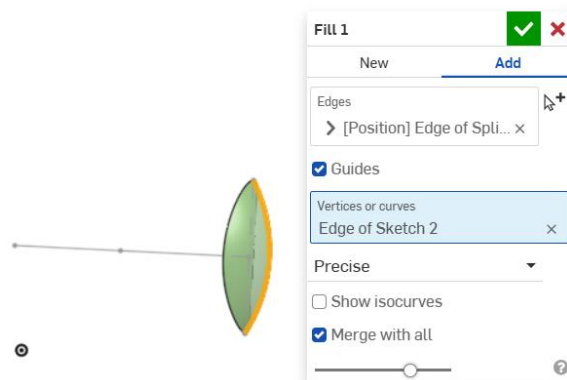 Fill 1
New Add
Edges
[Position] Edge of Spli...
Guides
Vertices or curves
Edge of Sketch 2
Precise
Show isocurves
Merge with all